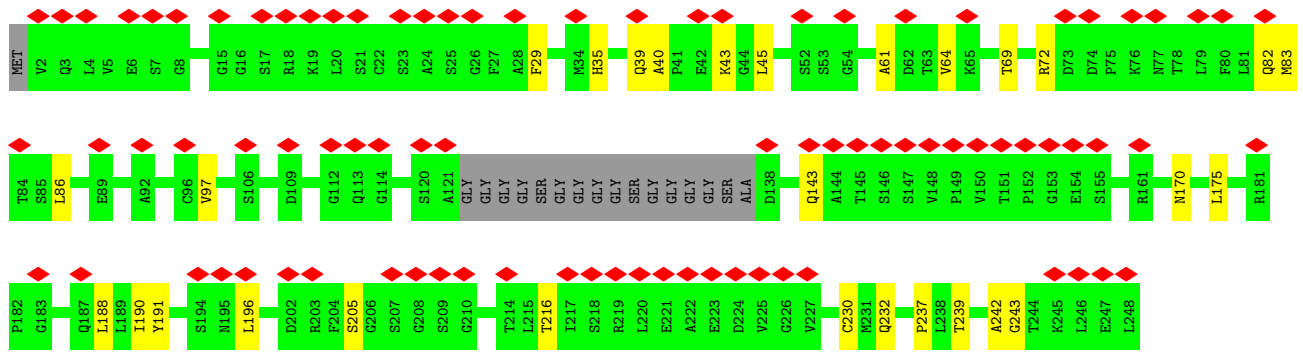 MET V2 Q3 L4 V5 E6 S7 G8 G15 G16 S17 R18 K19 L20 S21 C22 S23 A24 S25 G26 F27 A28 F29 M34 H35 Q39 A40 P41 E42 K43 G44 L45 S52 S53 G54 A61 D62 T63 V64 K65 T69 R72 D73 D74 P75 K76 N77 T78 L79 F80 L81 Q82 M83
T84 S85 L86 E89 A92 C96 V97 S106 D109 G112 Q113 G114 S120 A121 GLY GLY GLY GLY SER GLY GLY GLY GLY SER GLY GLY GLY GLY SER ALA D138 Q143 A144 T145 S146 S147 V148 P149 V150 T151 P152 G153 E154 S155 R161 N170 L175 R181
P182 G183 Q187 L188 L189 I190 Y191 S194 N195 L196 D202 R203 F204 S205 G206 S207 G208 S209 G210 T214 L215 T216 I217 S218 R219 L220 E221 A222 E223 D224 V225 G226 V227 C230 M231 Q232 P237 L238 T239 A242 G243 T244 K245 L246 E247 L248